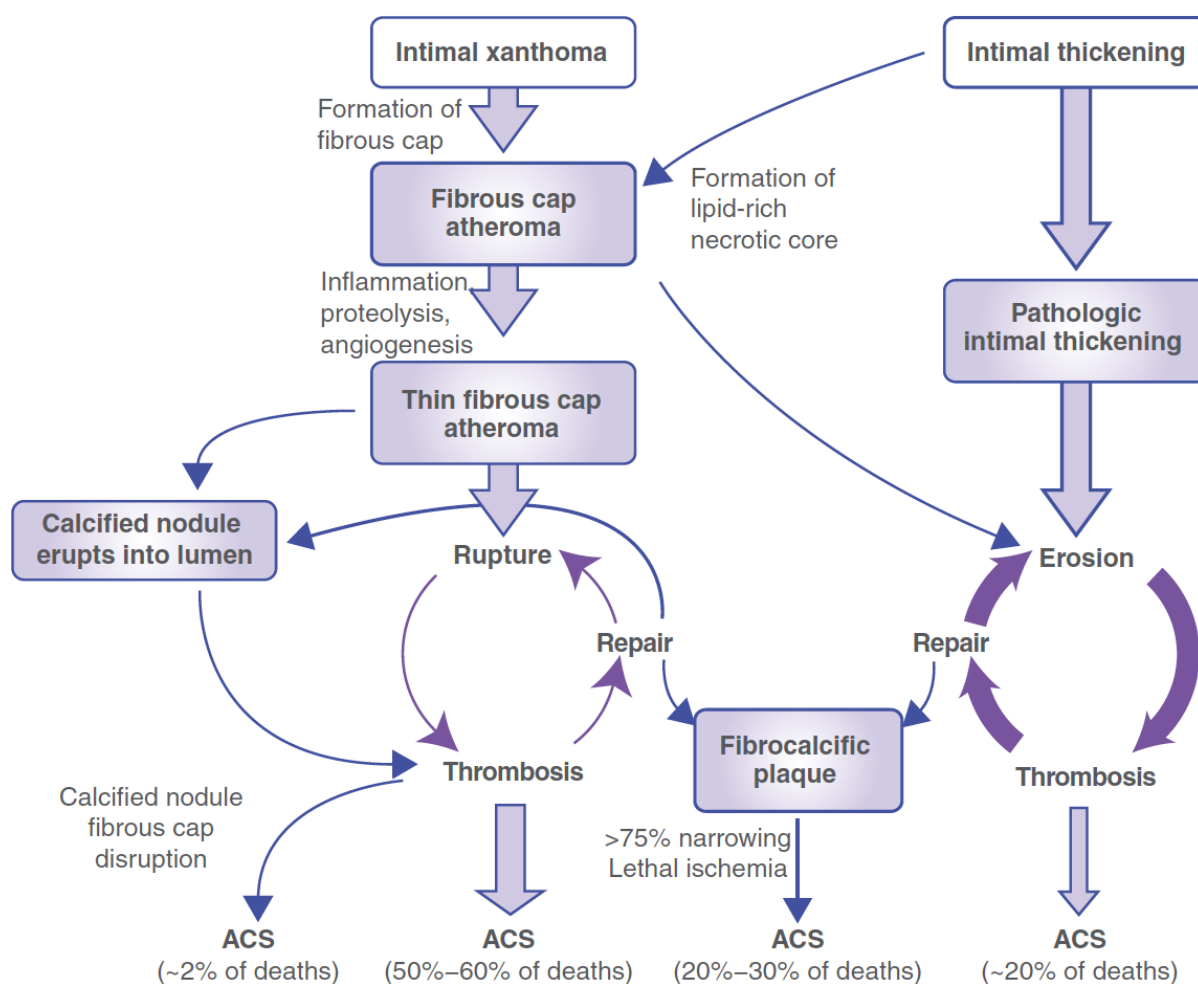 Intimal xanthoma
Intimal thickening
Formation of
fibrous cap
Fibrous cap
atheroma
Formation of
lipid-rich
necrotic core
Inflammation,
proteolysis,
angiogenesis
Pathologic
intimal thickening
Thin fibrous cap
atheroma
Calcified nodule
erupts into lumen
Rupture
Erosion
Repair
Repair
Fibrocalcific
plaque
Thrombosis
Thrombosis
Calcified nodule
fibrous cap
disruption
>75% narrowing
Lethal ischemia
ACS
(~2% of deaths)
ACS
(50%–60% of deaths)
ACS
(20%–30% of deaths)
ACS
(~20% of deaths)